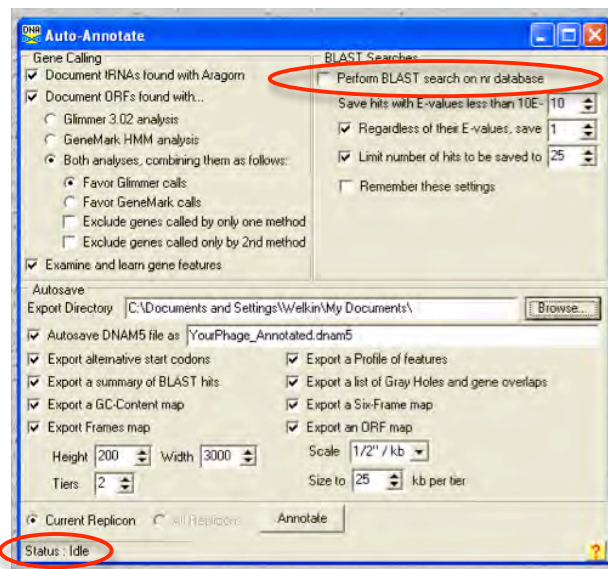 DNA
Auto-Annotate
Gene Calling
Document tRNAs found with Aragorn
Document ORFs found with...
Glimmer 3.02 analysis
GeneMark HMM analysis
Both analyses, combining them as follows:
Favor Glimmer calls
Favor GeneMark calls
Exclude genes called by only one method
Exclude genes called only by 2nd method
Examine and learn gene features
BLAST Searches
Perform BLAST search on nr database
Save hits with E-values less than 10E- 10
Regardless of their E-values, save 1
Limit number of hits to be saved to 25
Remember these settings
Autosave
Export Directory C:\Documents and Settings\Welkin\My Documents\ Browse...
Autosave DNAM5 file as YourPhage_Annotated.dnam5
Export alternative start codons
Export a summary of BLAST hits
Export a GC-Content map
Export Frames map
Height 200 Width 3000
Tiers 2
Export a Profile of features
Export a list of Gray Holes and gene overlaps
Export a Six-Frame map
Export an ORF map
Scale 1/2" / kb
Size to 25 kb per tier
Current Replicon All Replicons Annotate
Status : Idle
?